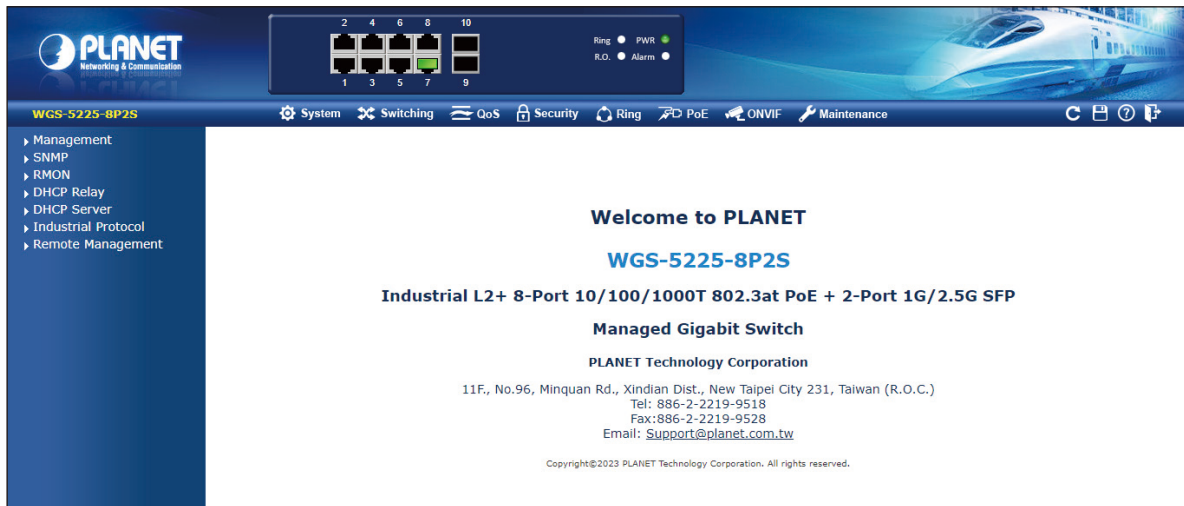 PLANET
Networking & Communication
2 4 6 8 10
Ring PWR
R.O. Alarm
1 3 5 7 9
WGS-5225-8P2S
System Switching QoS Security Ring PoE ONVIF Maintenance
Management
SNMP
RMON
DHCP Relay
DHCP Server
Industrial Protocol
Remote Management
Welcome to PLANET
WGS-5225-8P2S
Industrial L2+ 8-Port 10/100/1000T 802.3at PoE + 2-Port 1G/2.5G SFP
Managed Gigabit Switch
PLANET Technology Corporation
11F., No.96, Minquan Rd., Xindian Dist., New Taipei City 231, Taiwan (R.O.C.)
Tel: 886-2-2219-9518
Fax:886-2-2219-9528
Email: Support@planet.com.tw
Copyright©2023 PLANET Technology Corporation. All rights reserved.